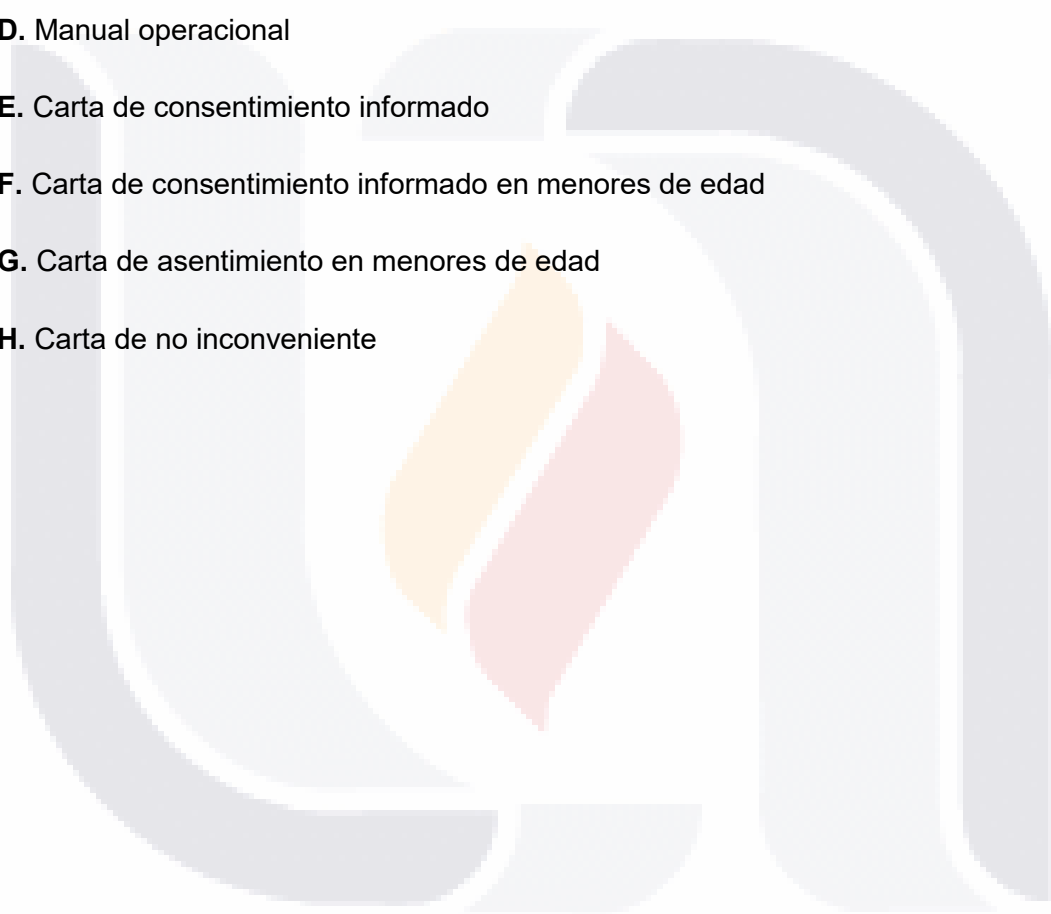 D. Manual operacional
E. Carta de consentimiento informado
F. Carta de consentimiento informado en menores de edad
G. Carta de asentimiento en menores de edad
H. Carta de no inconveniente